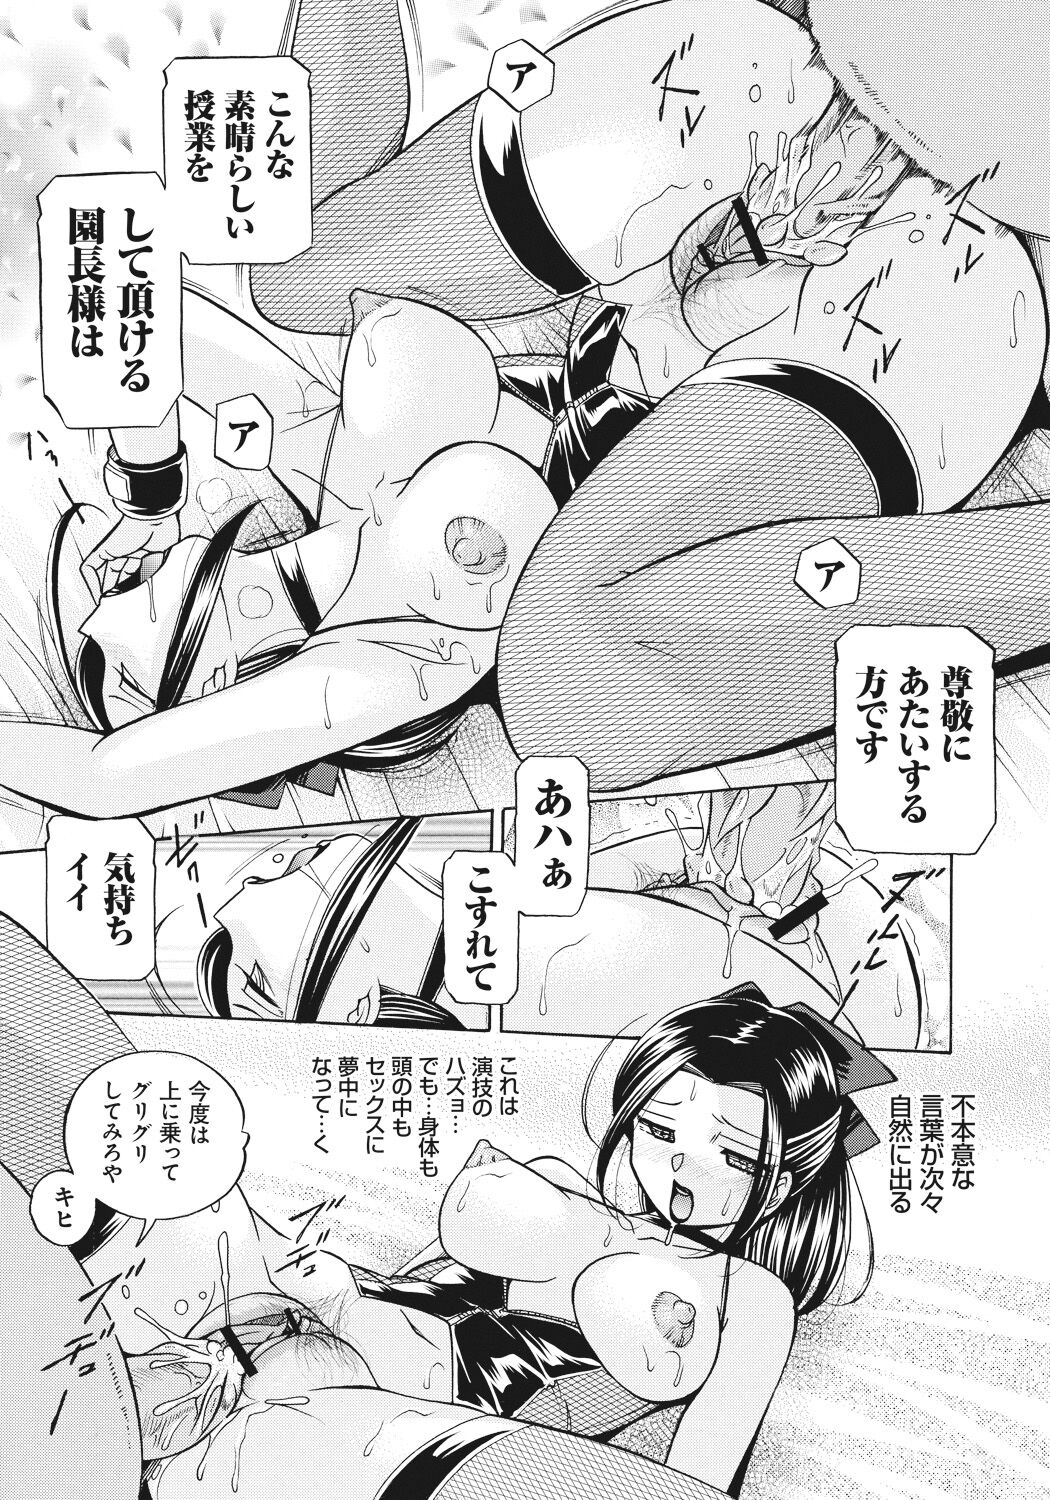 ア
こんな
素晴らしい
授業を
して頂ける
園長様は
ア
ア
尊敬に
あたいする
方です
あハぁ
こすれて
気持ち
イイ
不本意な
言葉が次々
自然に出る
これは
演技の
ハズョ…
でも…身体も
頭の中も
セックスに
夢中に
なって…く
今度は
上に乗って
グリグリ
してみろや
キヒ